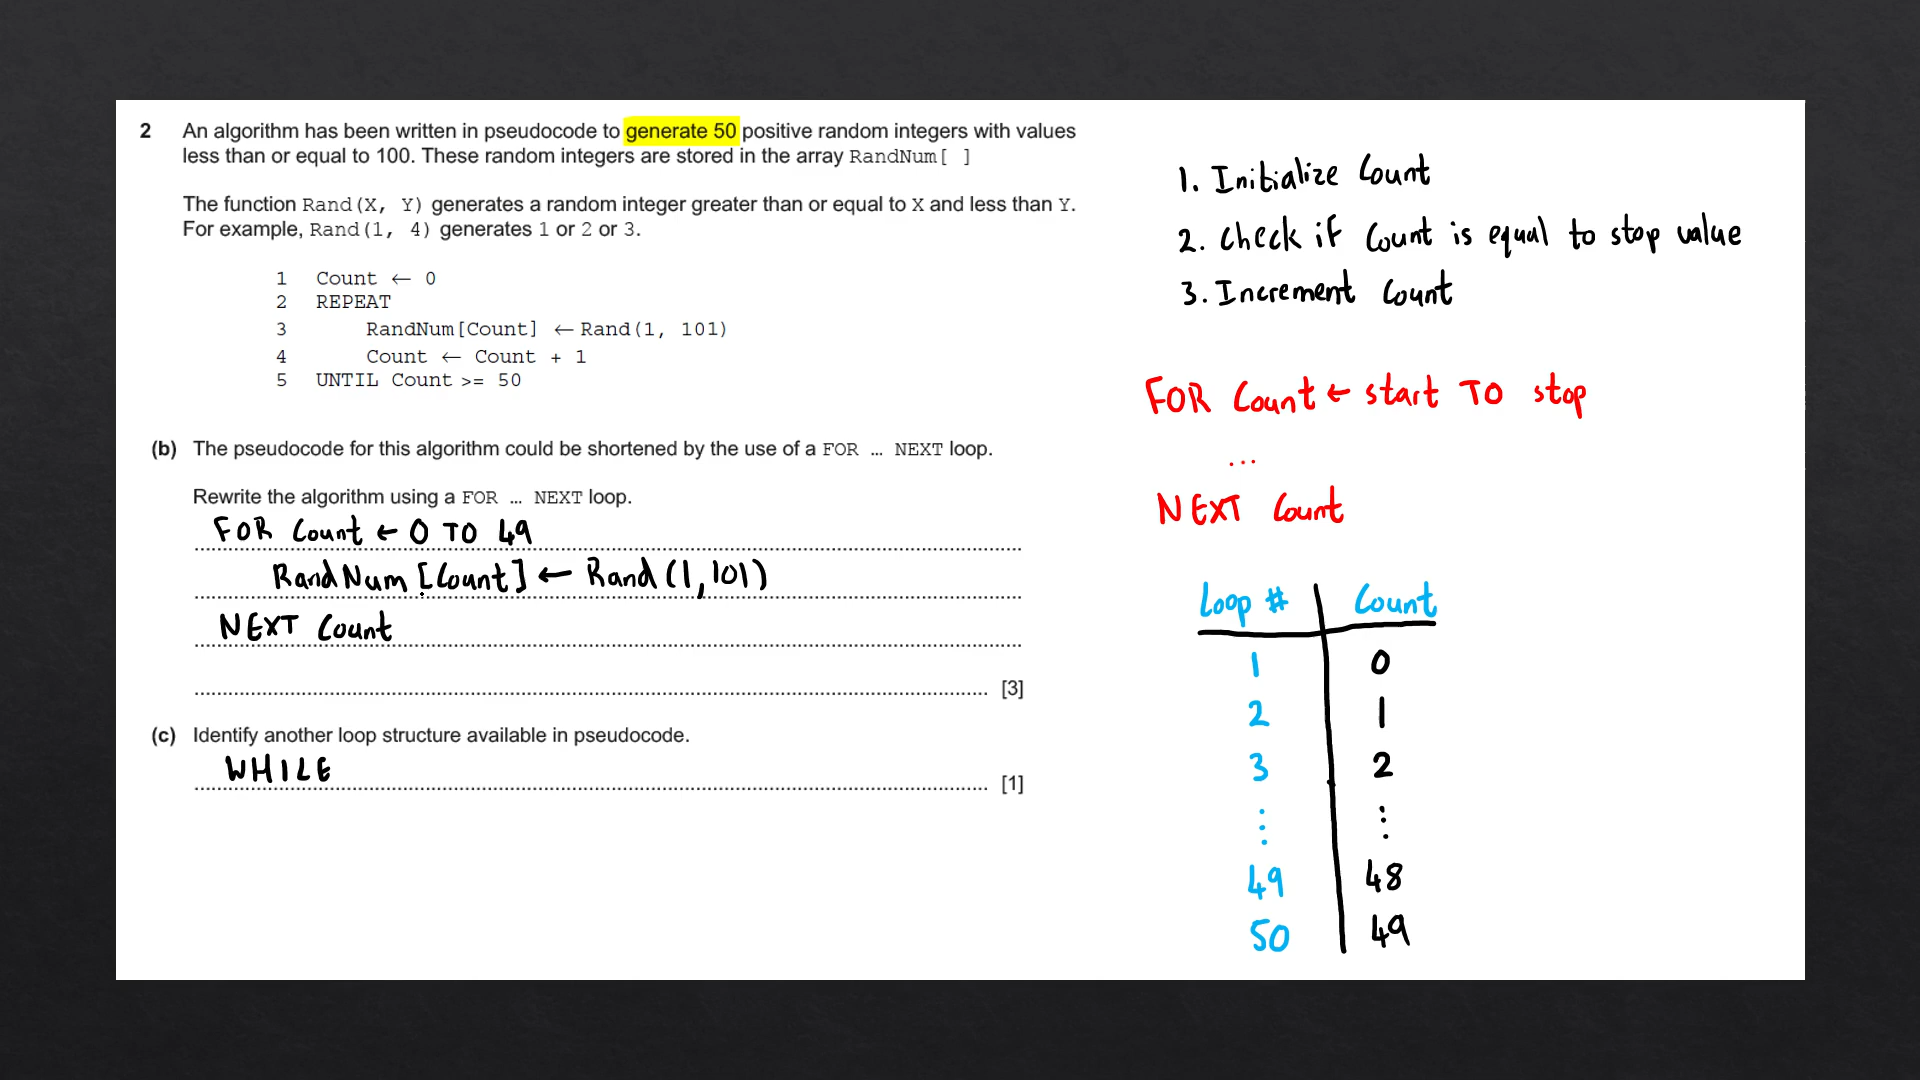 2 An algorithm has been written in pseudocode to generate 50 positive random integers with values
less than or equal to 100. These random integers are stored in the array RandNum[ ]
The function Rand(X, Y) generates a random integer greater than or equal to X and less than Y.
For example, Rand(1, 4) generates 1 or 2 or 3.
1 Count ← 0
2 REPEAT
3 RandNum[Count] ← Rand(1, 101)
4 Count ← Count + 1
5 UNTIL Count >= 50
(b) The pseudocode for this algorithm could be shortened by the use of a FOR … NEXT loop.
Rewrite the algorithm using a FOR … NEXT loop.
FOR Count ← 0 TO 49
RandNum [Count] ← Rand (1,101)
NEXT Count
[3]
(c) Identify another loop structure available in pseudocode.
WHILE
[1]
1. Initialize Count
2. Check if Count is equal to stop value
3. Increment Count
FOR Count ← start TO stop
...
NEXT Count
Loop # Count
1 0
2 1
3 2
⋮ ⋮
49 48
50 49